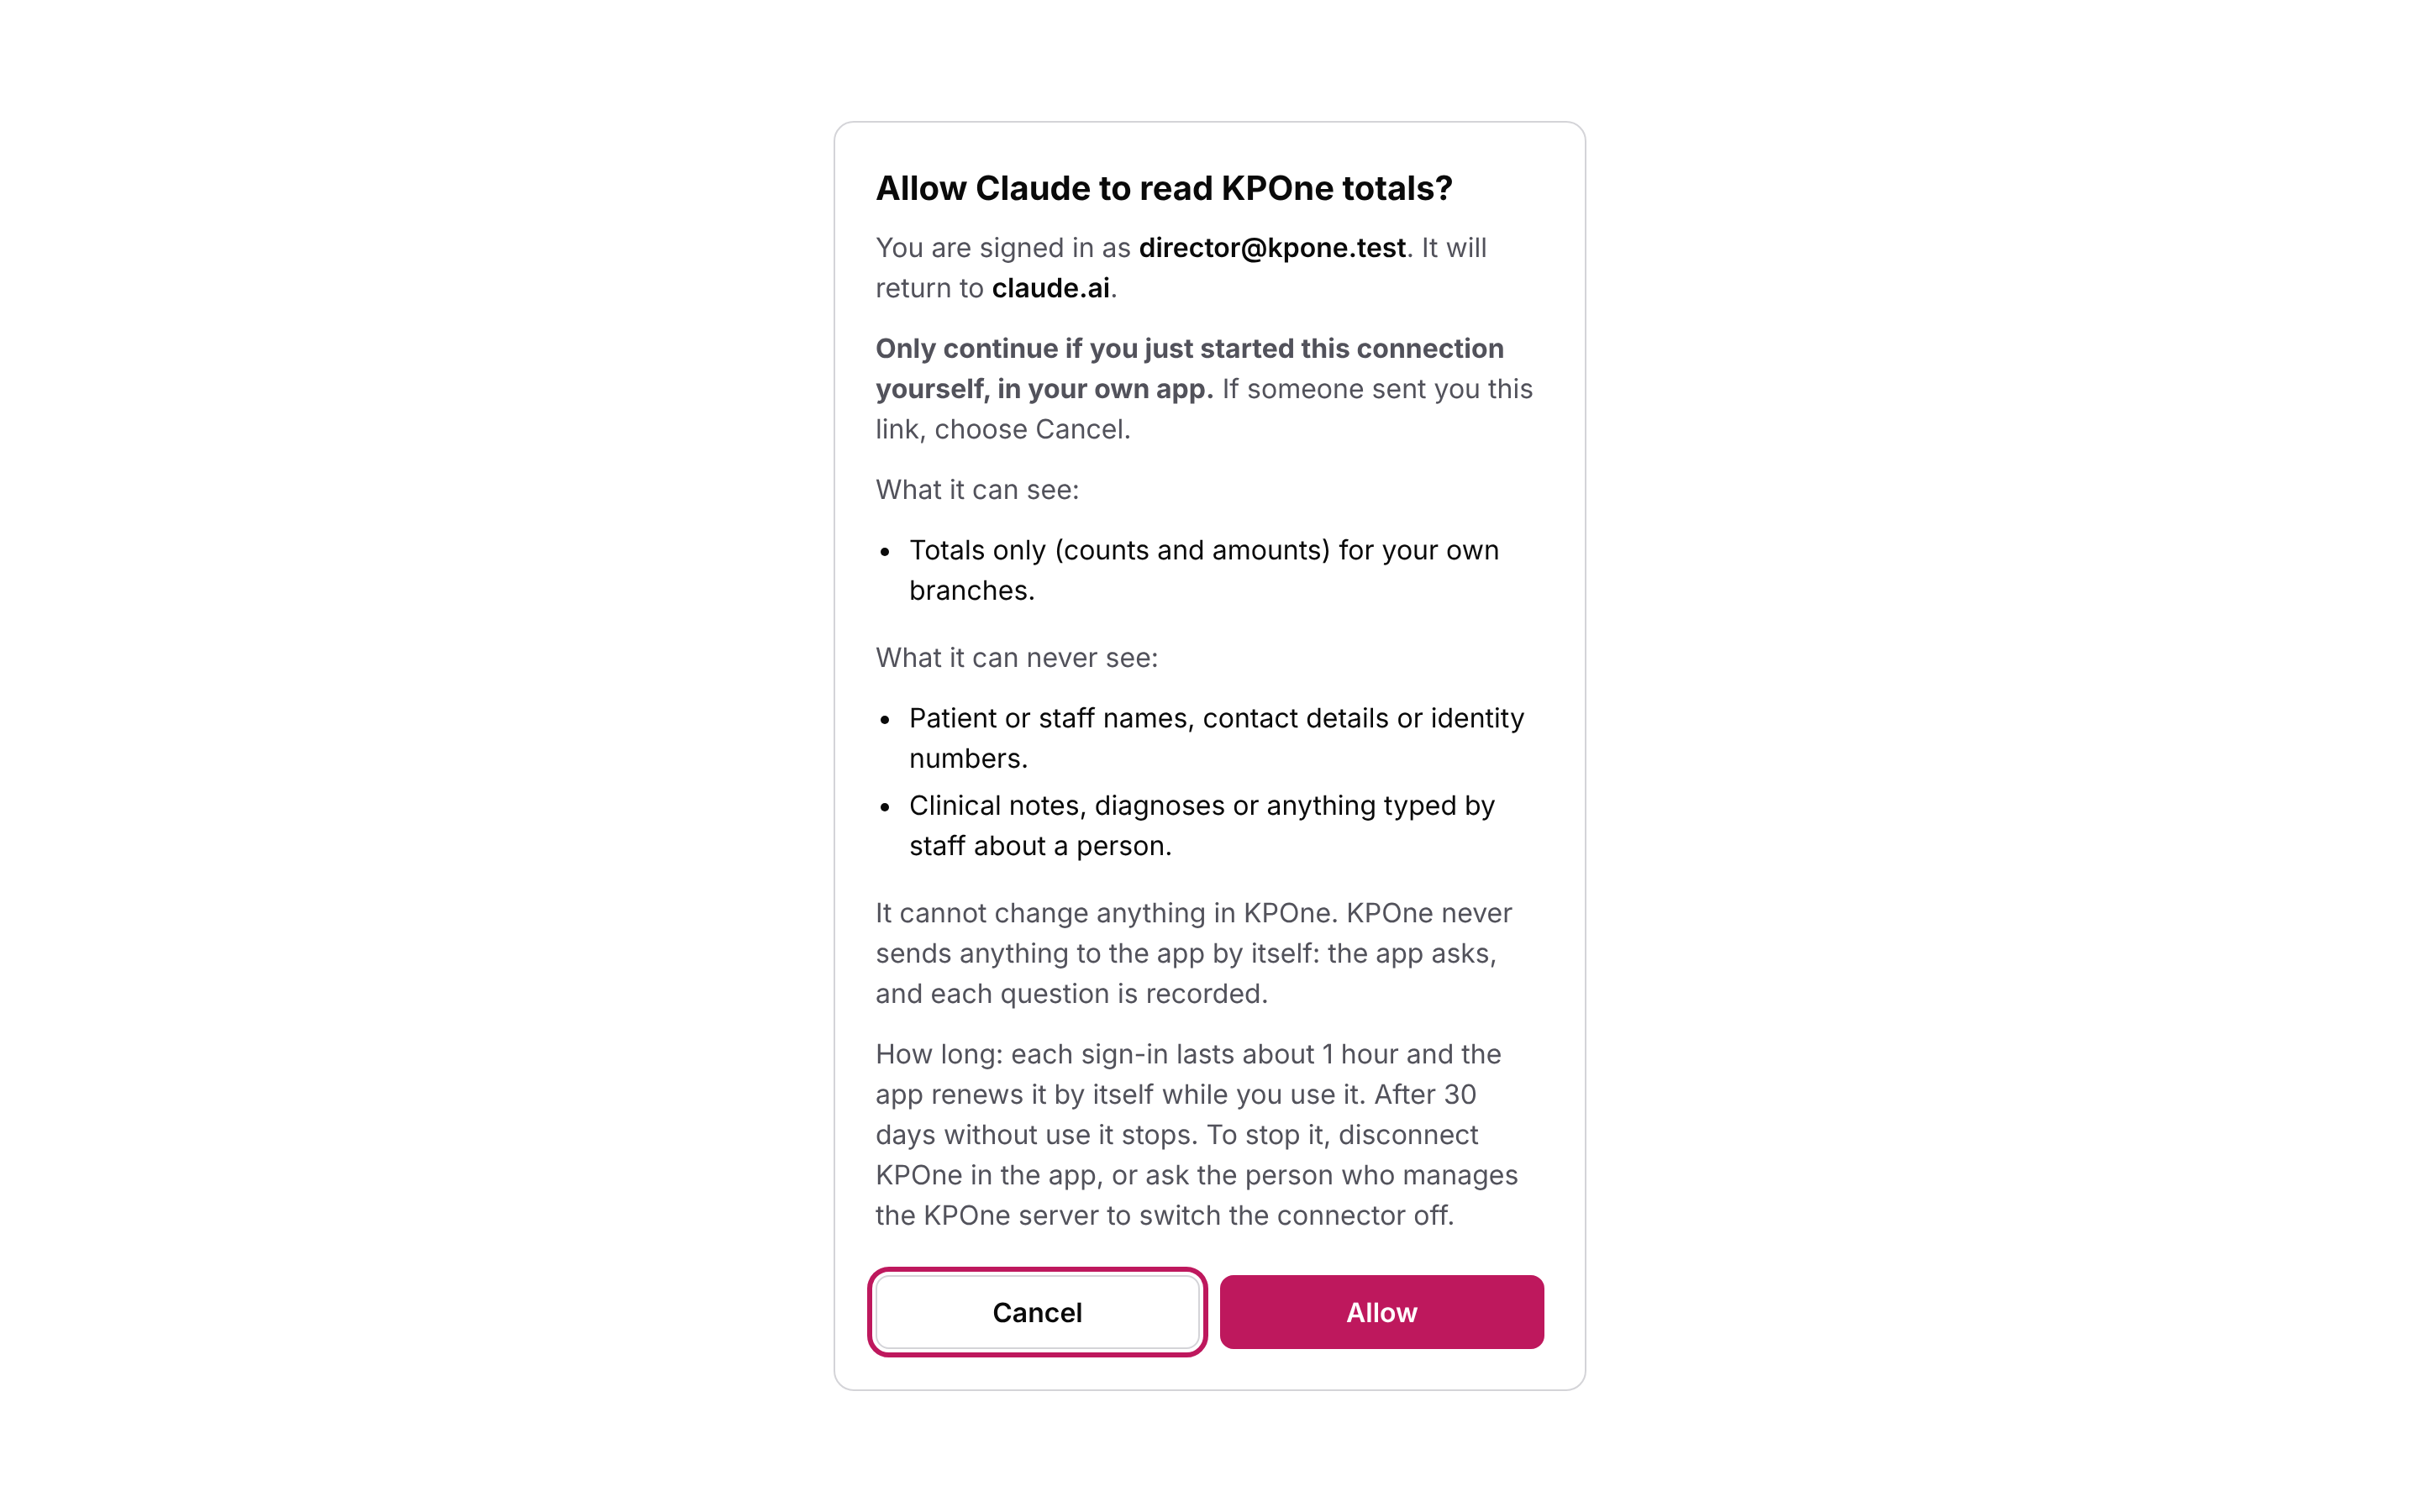 Allow Claude to read KPOne totals?
You are signed in as director@kpone.test. It will
return to claude.ai.
Only continue if you just started this connection
yourself, in your own app. If someone sent you this
link, choose Cancel.
What it can see:
• Totals only (counts and amounts) for your own
branches.
What it can never see:
• Patient or staff names, contact details or identity
numbers.
• Clinical notes, diagnoses or anything typed by
staff about a person.
It cannot change anything in KPOne. KPOne never
sends anything to the app by itself: the app asks,
and each question is recorded.
How long: each sign-in lasts about 1 hour and the
app renews it by itself while you use it. After 30
days without use it stops. To stop it, disconnect
KPOne in the app, or ask the person who manages
the KPOne server to switch the connector off.
Cancel
Allow